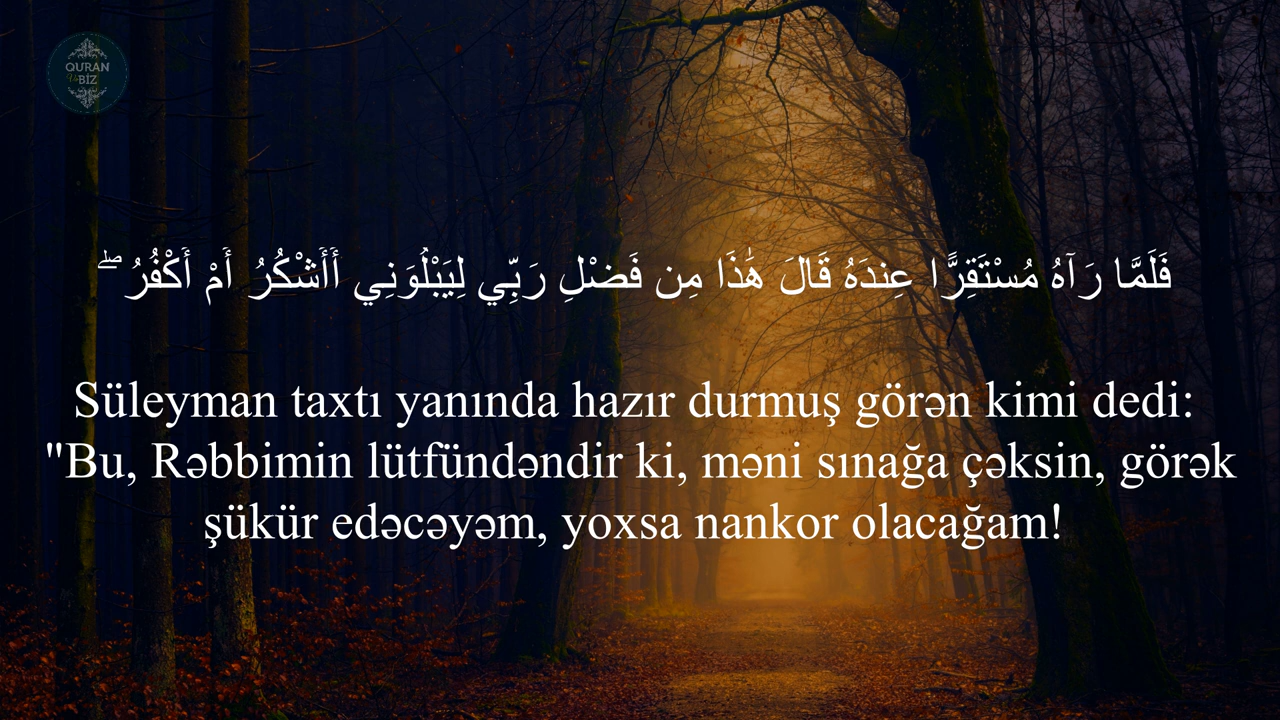 QURAN
Və
BİZ
فَلَمَّا رَآهُ مُسْتَقِرًّا عِندَهُ قَالَ هَٰذَا مِن فَضْلِ رَبِّي لِيَبْلُوَنِي أَأَشْكُرُ أَمْ أَكْفُرُ ۖ
Süleyman taxtı yanında hazır durmuş görən kimi dedi:
"Bu, Rəbbimin lütfündəndir ki, məni sınağa çəksin, görək
şükür edəcəyəm, yoxsa nankor olacağam!